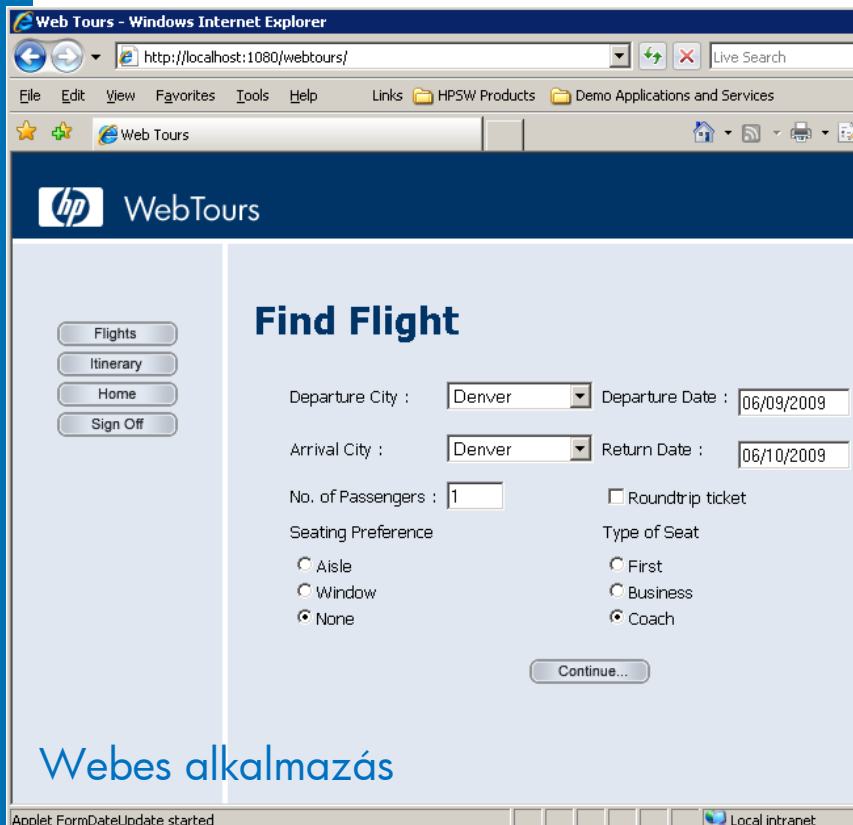 Web Tours - Windows Internet Explorer
http://localhost:1080/webtours/ Live Search
File Edit View Favorites Tools Help Links HPSW Products Demo Applications and Services
Web Tours
hp WebTours
Find Flight
Flights
Itinerary
Home
Sign Off
Departure City : Denver Departure Date : 06/09/2009
Arrival City : Denver Return Date : 06/10/2009
No. of Passengers : 1 Roundtrip ticket
Seating Preference Type of Seat
Aisle First
Window Business
None Coach
Continue...
Webes alkalmazás
Applet FormDateUpdate started Local intranet